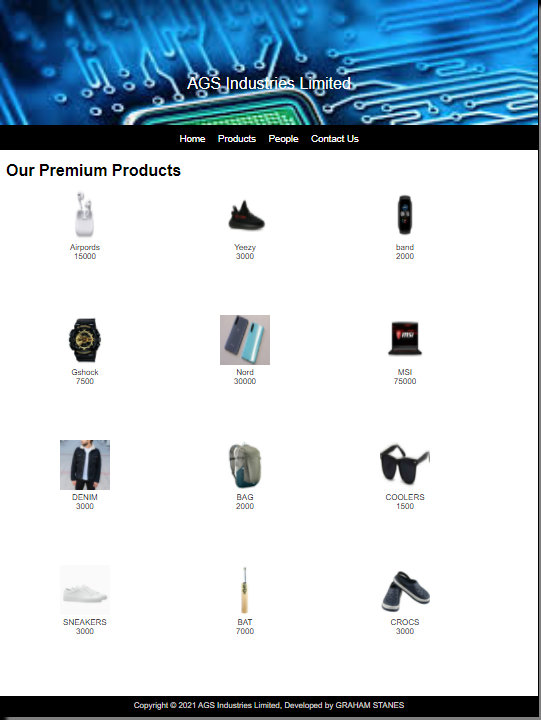 AGS Industries Limited
Home Products People Contact Us
Our Premium Products
Airpords
15000
Yeezy
3000
band
2000
Gshock
7500
Nord
30000
msi
MSI
75000
DENIM
3000
BAG
2000
COOLERS
1500
SNEAKERS
3000
BAT
7000
CROCS
3000
Copyright © 2021 AGS Industries Limited, Developed by GRAHAM STANES